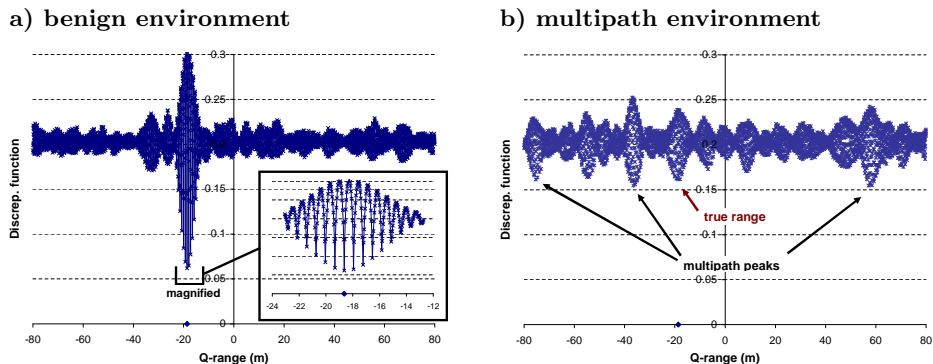 a) benign environment
Discrep. function
0.3
0.25
0.2
0.15
0.1
0.05
0
magnified
-24 -22 -20 -18 -16 -14 -12
-80 -60 -40 -20 0 20 40 60 80
Q-range (m)
b) multipath environment
Discrep. function
0.3
0.25
0.2
0.15
0.1
0.05
0
true range
multipath peaks
-80 -60 -40 -20 0 20 40 60 80
Q-range (m)